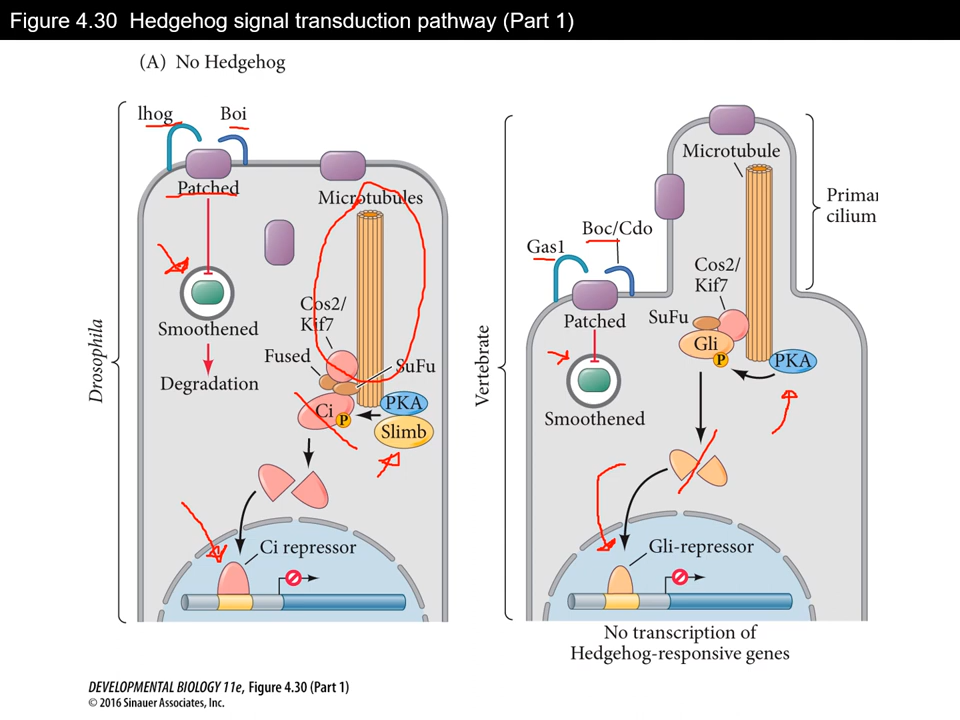 Figure 4.30 Hedgehog signal transduction pathway (Part 1)
(A) No Hedgehog
Ihog
Boi
Patched
Microtubules
Smoothened
Degradation
Cos2/
Kif7
Fused
SuFu
Ci
P
PKA
Slimb
Ci repressor
Drosophila
Microtubule
Primar
cilium
Boc/Cdo
Gas1
Patched
Cos2/
Kif7
SuFu
Gli
P
PKA
Smoothened
Gli-repressor
Vertebrate
No transcription of
Hedgehog-responsive genes
DEVELOPMENTAL BIOLOGY 11e, Figure 4.30 (Part 1)
© 2016 Sinauer Associates, Inc.